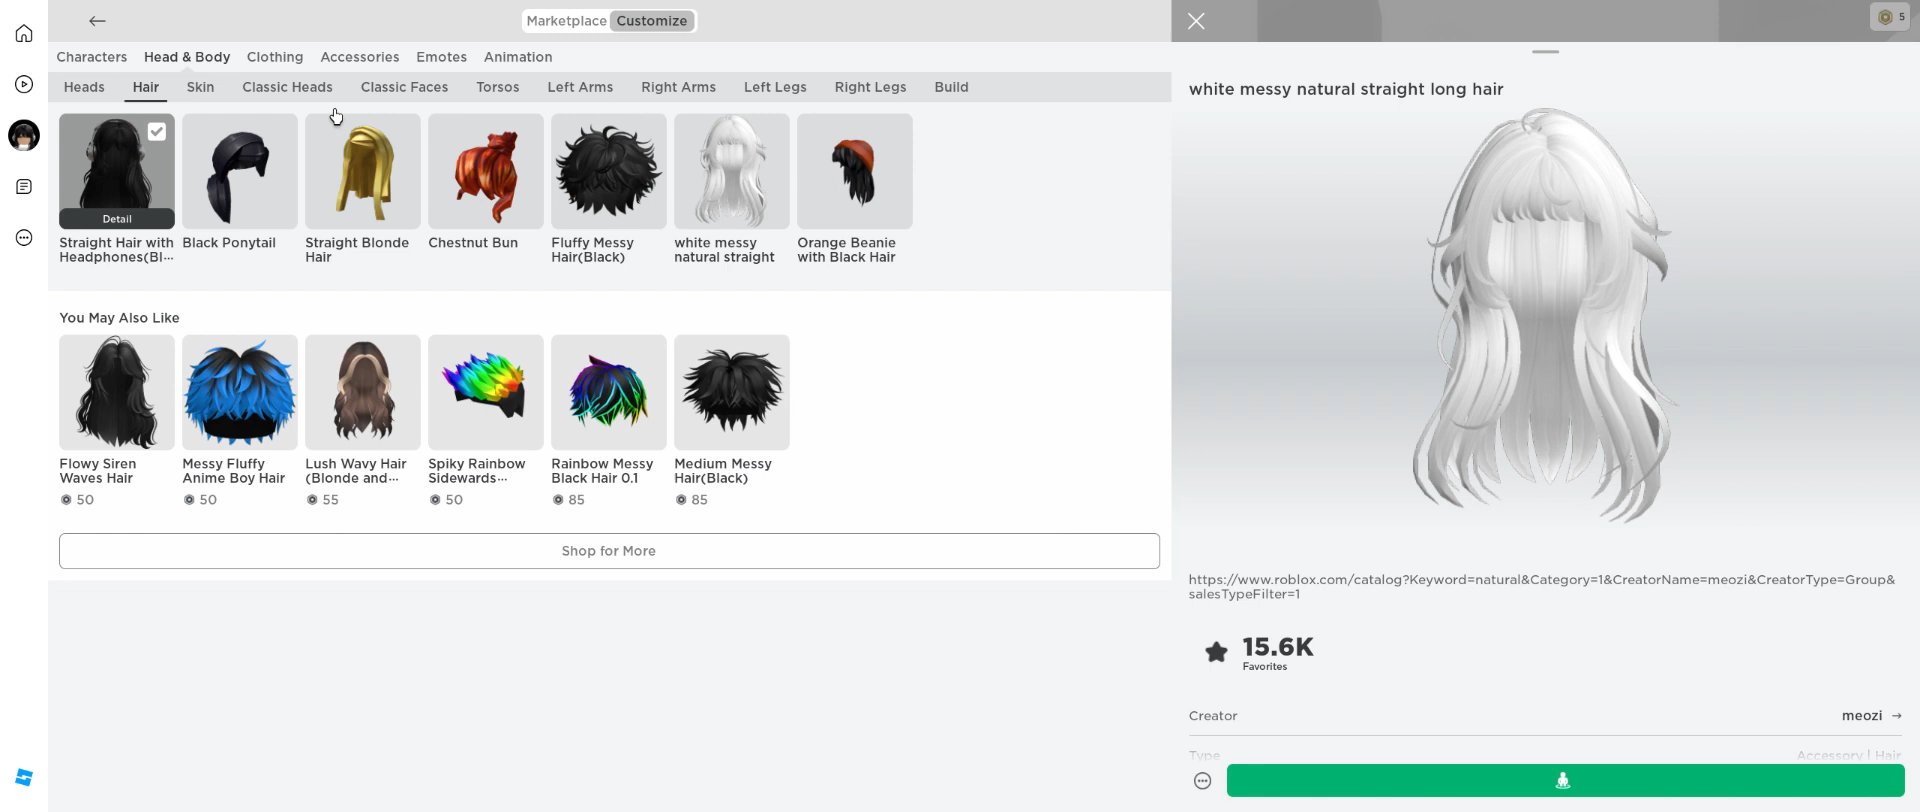 Marketplace Customize
5
Characters Head & Body Clothing Accessories Emotes Animation
Heads Hair Skin Classic Heads Classic Faces Torsos Left Arms Right Arms Left Legs Right Legs Build
Detail
Straight Hair with
Headphones(Bl...
Black Ponytail
Straight Blonde
Hair
Chestnut Bun
Fluffy Messy
Hair(Black)
white messy
natural straight
Orange Beanie
with Black Hair
You May Also Like
Flowy Siren
Waves Hair
50
Messy Fluffy
Anime Boy Hair
50
Lush Wavy Hair
(Blonde and...
55
Spiky Rainbow
Sidewards...
50
Rainbow Messy
Black Hair 0.1
85
Medium Messy
Hair(Black)
85
Shop for More
white messy natural straight long hair
https://www.roblox.com/catalog?Keyword=natural&Category=1&CreatorName=meozi&CreatorType=Group&
salesTypeFilter=1
15.6K
Favorites
Creator meozi →
Type Accessory | Hair